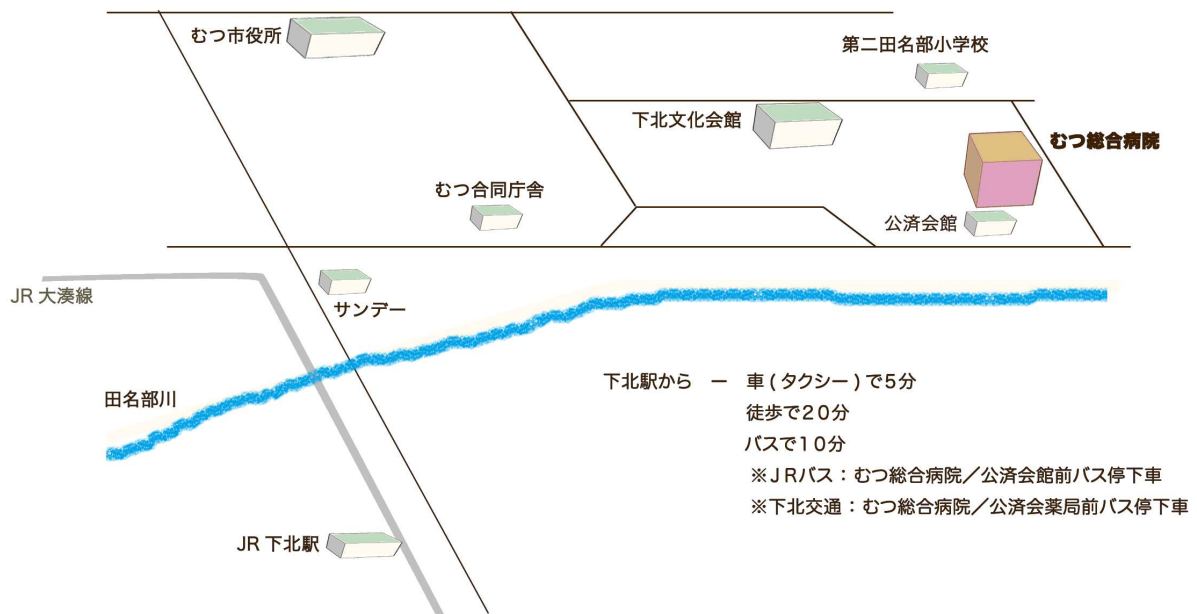 むつ市役所
第二田名部小学校
下北文化会館
むつ総合病院
むつ合同庁舎
公済会館
JR 大湊線
サンデー
田名部川
下北駅から ー 車 ( タクシー ) で5分
徒歩で20分
バスで10分
※JRバス：むつ総合病院／公済会館前バス停下車
※下北交通：むつ総合病院／公済会薬局前バス停下車
JR 下北駅